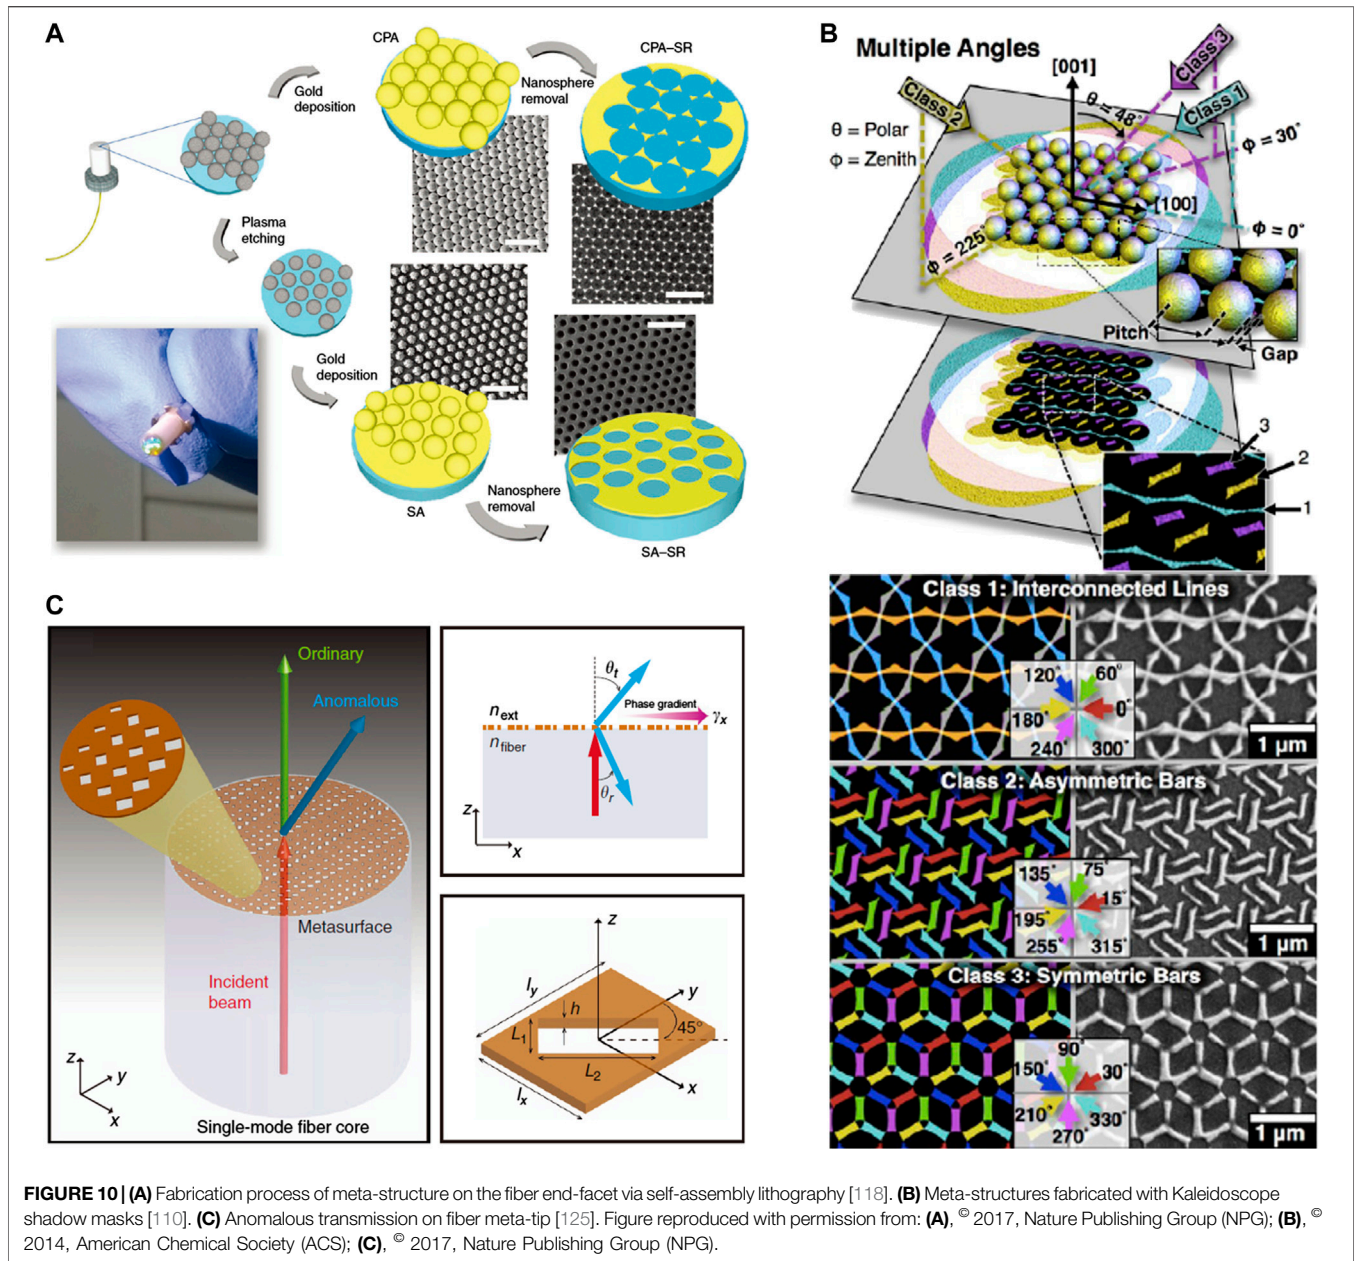 A
CPA
CPA–SR
Gold
deposition
Nanosphere
removal
Plasma
etching
Gold
deposition
SA
Nanosphere
removal
SA–SR
B
Multiple Angles
[001]
Class 3
Class 1
Class 2
θ = 48°
θ = Polar
ϕ = Zenith
ϕ = 30°
[100]
ϕ = 0°
ϕ = 225°
Pitch
Gap
3
2
1
Class 1: Interconnected Lines
120°
60°
180°
0°
240°
300°
1 μm
Class 2: Asymmetric Bars
135°
75°
195°
15°
255°
315°
1 μm
Class 3: Symmetric Bars
90°
150°
30°
210°
330°
270°
1 μm
C
Ordinary
Anomalous
Metasurface
Incident
beam
z
y
x
Single-mode fiber core
θt
next
Phase gradient
γx
nfiber
θr
z
x
z
ly
h
y
L1
45°
L2
lx
x
FIGURE 10 | (A) Fabrication process of meta-structure on the fiber end-facet via self-assembly lithography [118]. (B) Meta-structures fabricated with Kaleidoscope
shadow masks [110]. (C) Anomalous transmission on fiber meta-tip [125]. Figure reproduced with permission from: (A), © 2017, Nature Publishing Group (NPG); (B), ©
2014, American Chemical Society (ACS); (C), © 2017, Nature Publishing Group (NPG).